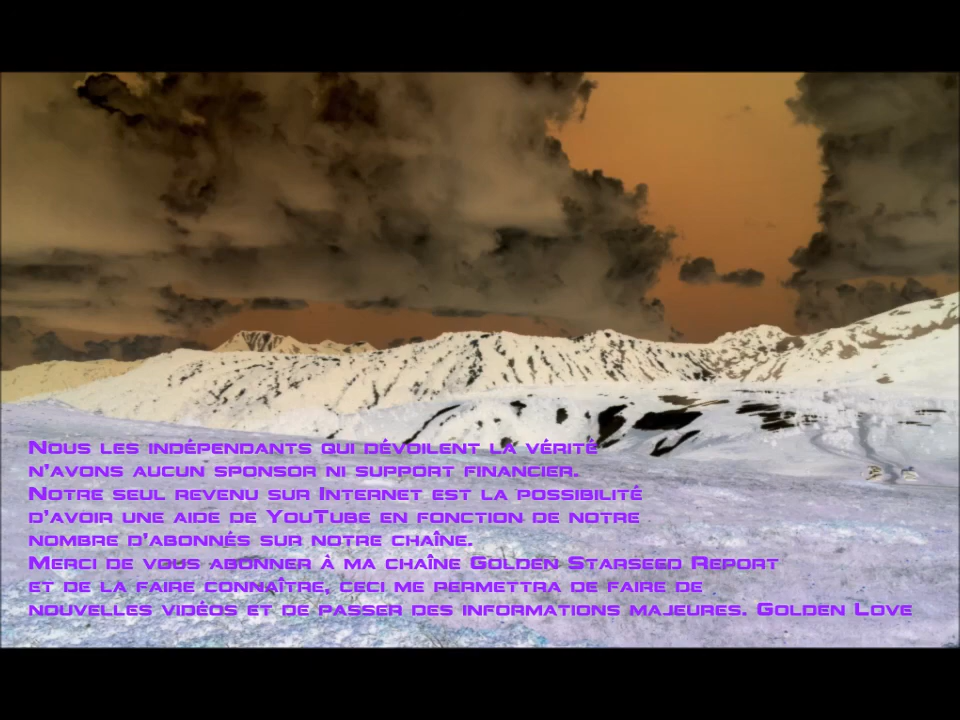 Nous les indépendants qui dévoilent la vérité
n'avons aucun sponsor ni support financier.
Notre seul revenu sur Internet est la possibilité
d'avoir une aide de YouTube en fonction de notre
nombre d'abonnés sur notre chaîne.
Merci de vous abonner à ma chaîne Golden Starseed Report
et de la faire connaître, ceci me permettra de faire de
nouvelles vidéos et de passer des informations majeures. Golden Love